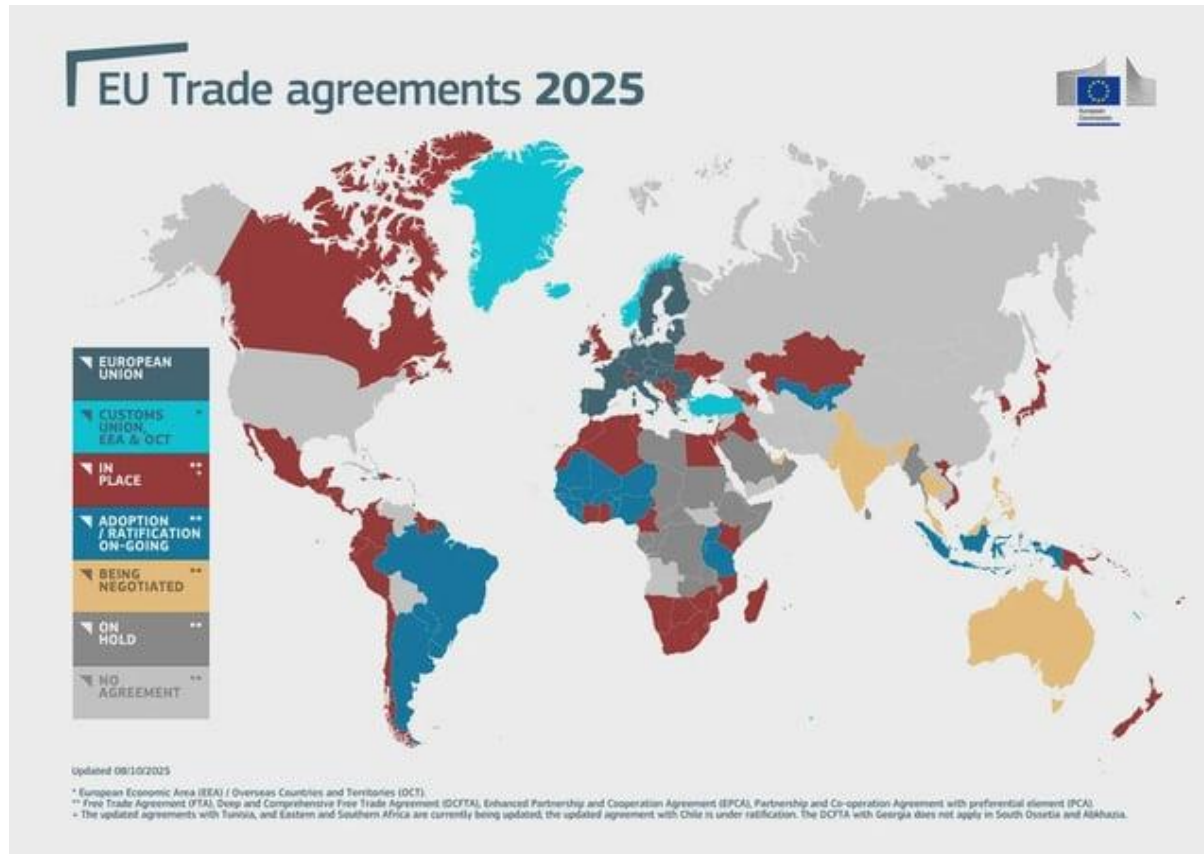 EU Trade agreements 2025
European
Commission
EUROPEAN
UNION
CUSTOMS *
UNION,
EEA & OCT
IN **
PLACE +
ADOPTION **
/ RATIFICATION
ON-GOING
BEING **
NEGOTIATED
ON **
HOLD
NO **
AGREEMENT
Updated 08/10/2025
* European Economic Area (EEA) / Overseas Countries and Territories (OCT).
** Free Trade Agreement (FTA), Deep and Comprehensive Free Trade Agreement (DCFTA), Enhanced Partnership and Cooperation Agreement (EPCA), Partnership and Co-operation Agreement with preferential element (PCA).
+ The updated agreements with Tunisia, and Eastern and Southern Africa are currently being updated; the updated agreement with Chile is under ratification. The DCFTA with Georgia does not apply in South Ossetia and Abkhazia.